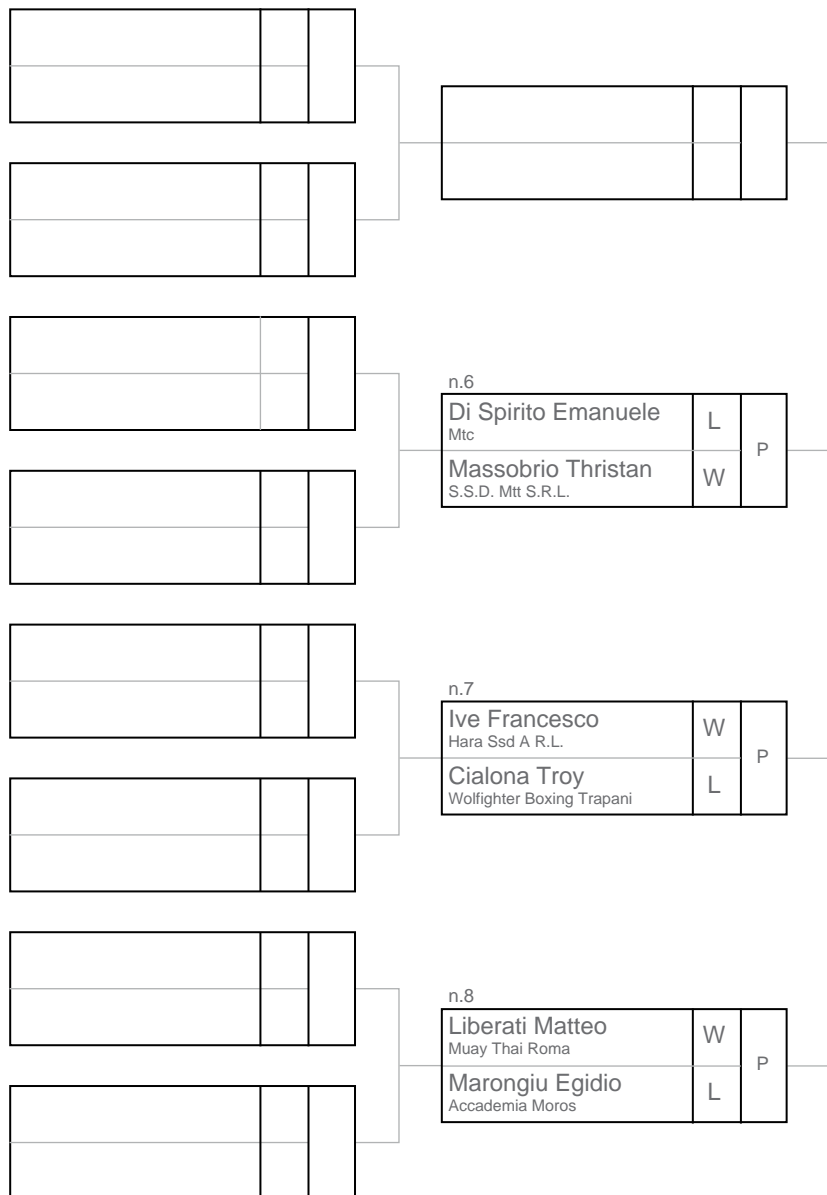 n.6
Di Spirito Emanuele
L
Mtc
P
Massobrio Thristan
W
S.S.D. Mtt S.R.L.
n.7
Ive Francesco
W
Hara Ssd A R.L.
P
Cialona Troy
L
Wolfighter Boxing Trapani
n.8
Liberati Matteo
W
Muay Thai Roma
P
Marongiu Egidio
L
Accademia Moros